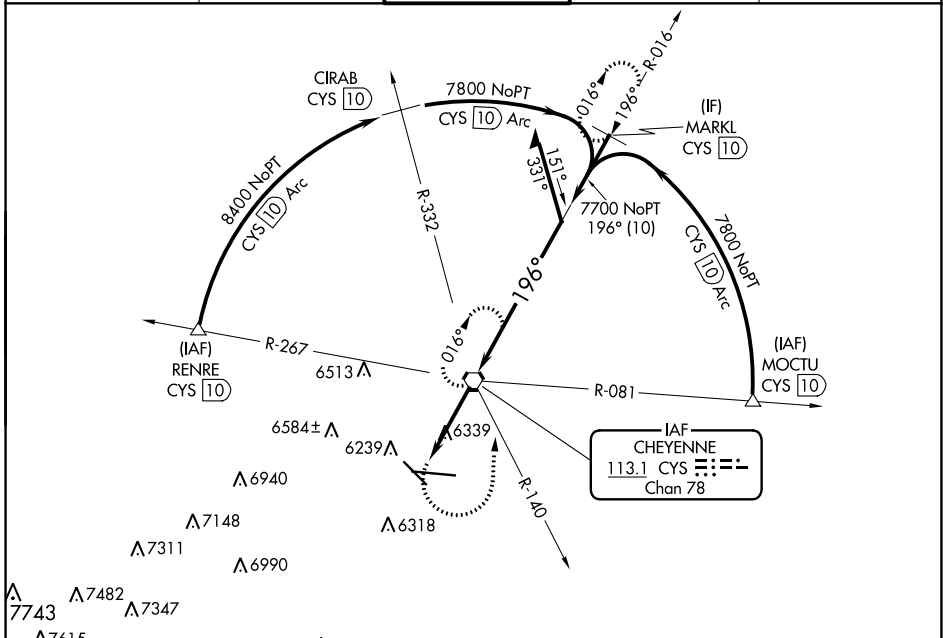 CIRAB
CYS 10
7800 NoPT
CYS 10 Arc
8400 NoPT
CYS 10 Arc
R-332
016°
196°
R-016
(IF)
MARKL
CYS 10
151°
331°
7700 NoPT
196° (10)
7800 NoPT
CYS 10 Arc
196°
016°
(IAF)
RENRE
CYS 10
R-267
6513
R-081
(IAF)
MOCTU
CYS 10
6584±
6239
6339
IAF
CHEYENNE
113.1 CYS
Chan 78
R-140
6940
7148
6318
7311
6990
7743
7482
7347
7615